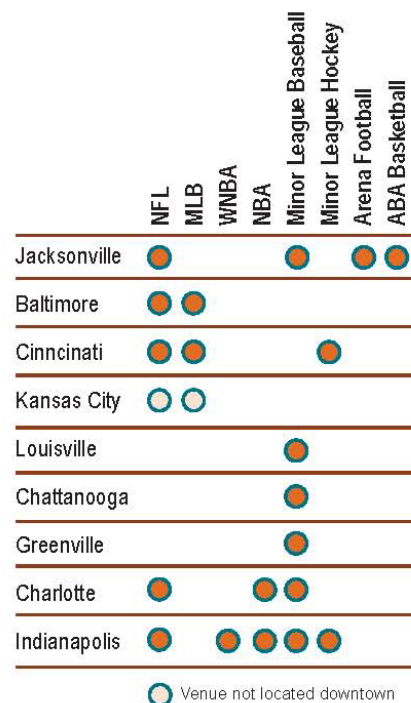 NFL
MLB
WNBA
NBA
Minor League Baseball
Minor League Hockey
Arena Football
ABA Basketball
Jacksonville
Baltimore
Cinncinati
Kansas City
Louisville
Chattanooga
Greenville
Charlotte
Indianapolis
Venue not located downtown